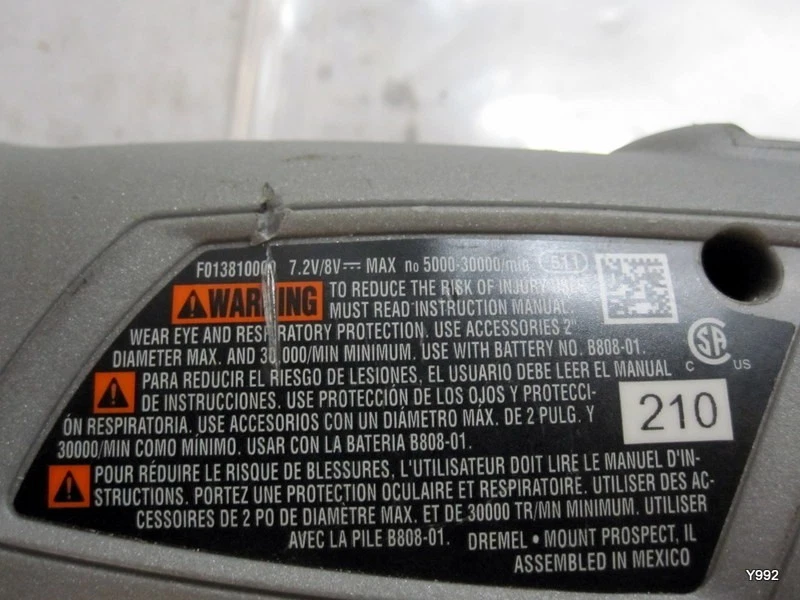 F013810000 7.2V/8V MAX no 5000-30000/min 511
WARNING TO REDUCE THE RISK OF INJURY USER
MUST READ INSTRUCTION MANUAL.
WEAR EYE AND RESPIRATORY PROTECTION. USE ACCESSORIES 2"
DIAMETER MAX. AND 30,000/MIN MINIMUM. USE WITH BATTERY NO. B808-01.
C SA US
PARA REDUCIR EL RIESGO DE LESIONES, EL USUARIO DEBE LEER EL MANUAL
DE INSTRUCCIONES. USE PROTECCIÓN DE LOS OJOS Y PROTECCI-
ÓN RESPIRATORIA. USE ACCESORIOS CON UN DIÁMETRO MÁX. DE 2 PULG. Y
30000/MIN COMO MÍNIMO. USAR CON LA BATERIA B808-01.
210
POUR RÉDUIRE LE RISQUE DE BLESSURES, L'UTILISATEUR DOIT LIRE LE MANUEL D'IN-
STRUCTIONS. PORTEZ UNE PROTECTION OCULAIRE ET RESPIRATOIRE. UTILISER DES AC-
CESSOIRES DE 2 PO DE DIAMÈTRE MAX. ET DE 30000 TR/MN MINIMUM. UTILISER
AVEC LA PILE B808-01. DREMEL • MOUNT PROSPECT, IL
ASSEMBLED IN MEXICO
Y992